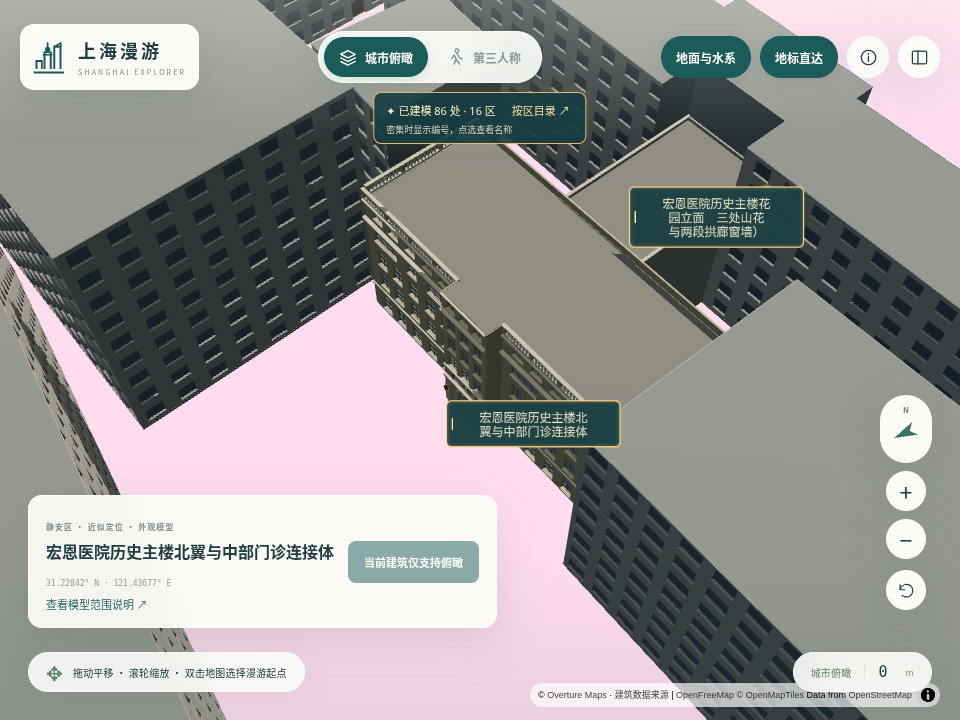 上海漫游
SHANGHAI EXPLORER
城市俯瞰
第三人称
地面与水系
地标直达
✦ 已建模 86 处 · 16 区 按区目录 ↗
密集时显示编号，点选查看名称
宏恩医院历史主楼花
园立面 三处山花
与两段拱廊窗墙）
宏恩医院历史主楼北
翼与中部门诊连接体
N
+
−
静安区 · 近似定位 · 外观模型
宏恩医院历史主楼北翼与中部门诊连接体
当前建筑仅支持俯瞰
31.22042° N · 121.43677° E
查看模型范围说明 ↗
拖动平移 · 滚轮缩放 · 双击地图选择漫游起点
城市俯瞰 0 m
© Overture Maps · 建筑数据来源 | OpenFreeMap © OpenMapTiles Data from OpenStreetMap